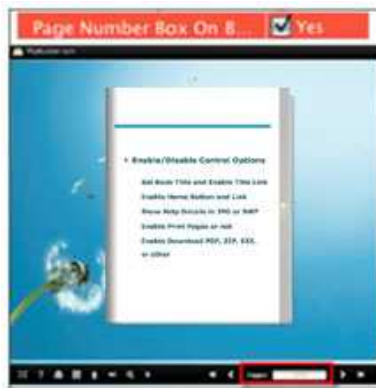 Page Number Box On B... Yes
Enable/Disable Control Options
Set Book Title and Enable Title Link
Enable Home Button and Link
Show Help Details in IMG or SWF
Enable Print Pages or not
Enable Download PDF, ZIP, EXE,
or other